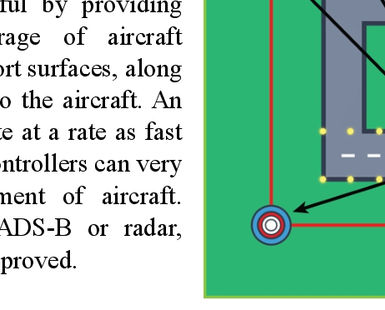 ful by providing
rage of aircraft
ort surfaces, along
o the aircraft. An
te at a rate as fast
ontrollers can very
ment of aircraft.
ADS-B or radar,
proved.